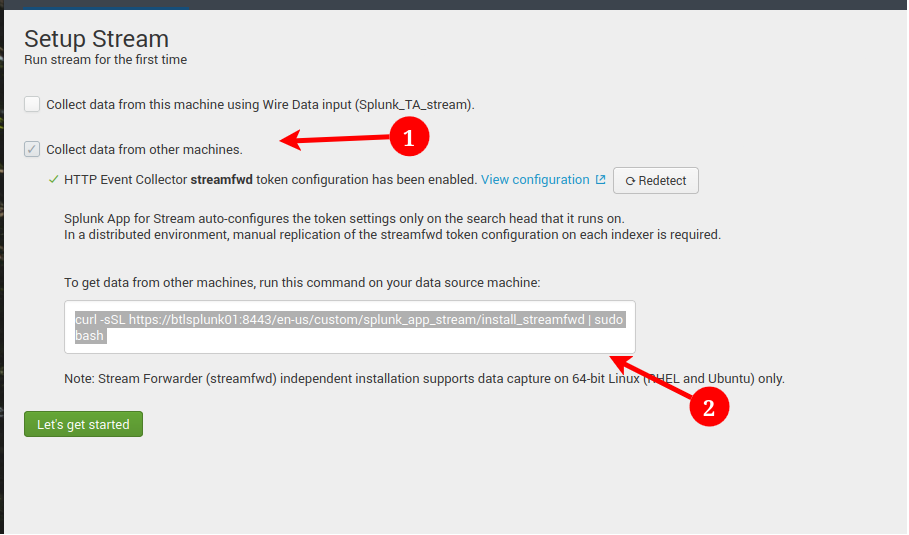 Setup Stream
Run stream for the first time
Collect data from this machine using Wire Data input (Splunk_TA_stream).
Collect data from other machines.
1
HTTP Event Collector streamfwd token configuration has been enabled. View configuration Redetect
Splunk App for Stream auto-configures the token settings only on the search head that it runs on.
In a distributed environment, manual replication of the streamfwd token configuration on each indexer is required.
To get data from other machines, run this command on your data source machine:
curl -sSL https://btlsplunk01:8443/en-us/custom/splunk_app_stream/install_streamfwd | sudo
bash
Note: Stream Forwarder (streamfwd) independent installation supports data capture on 64-bit Linux (RHEL and Ubuntu) only.
2
Let's get started